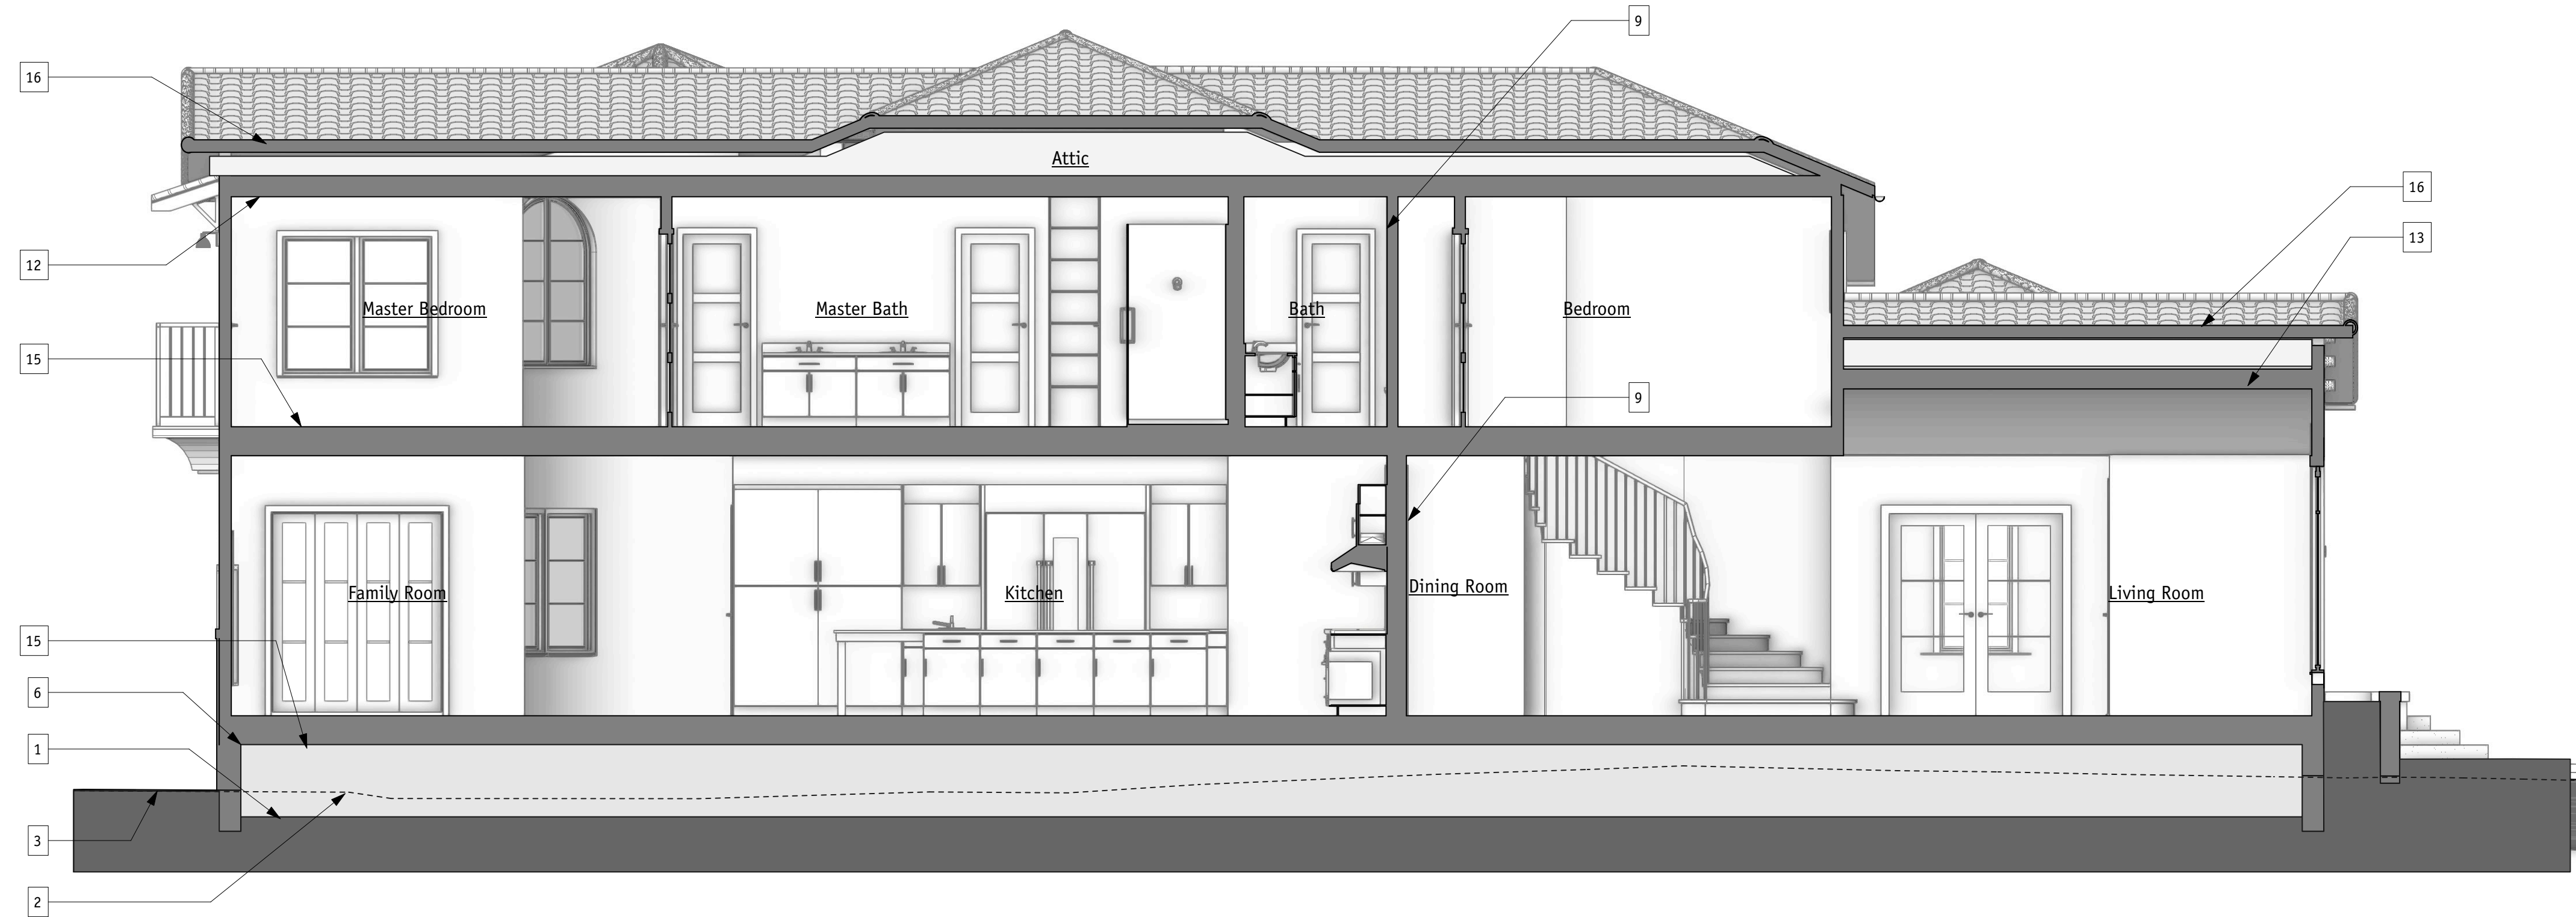 9
16
Attic
16
13
12
Master Bedroom
Master Bath
Bath
Bedroom
15
9
Family Room
Kitchen
Dining Room
Living Room
15
6
1
3
2